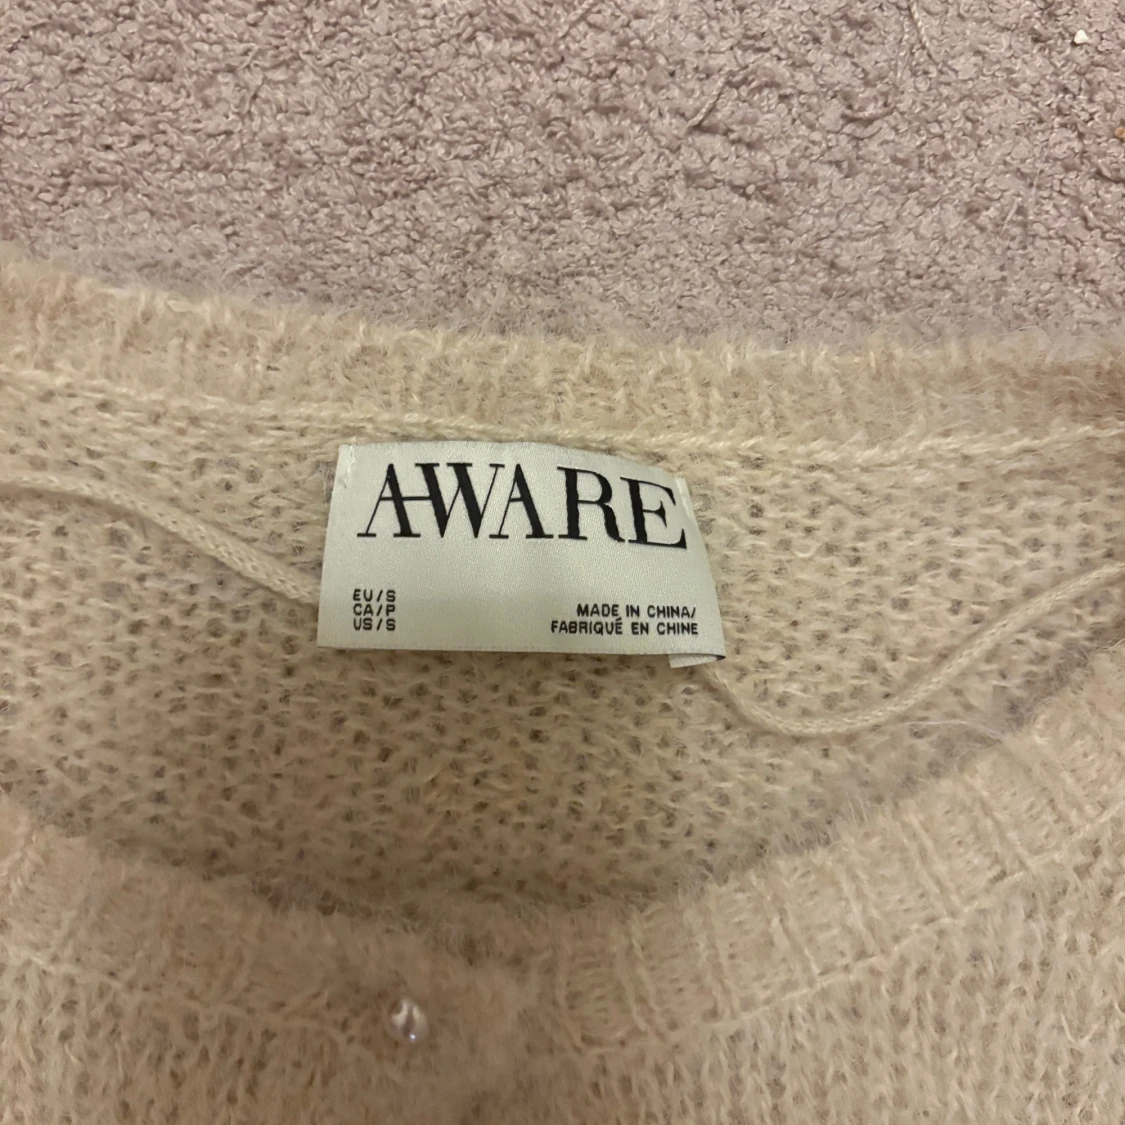 AWARE
EU/S
CA/P
US/S
MADE IN CHINA/
FABRIQUÉ EN CHINE